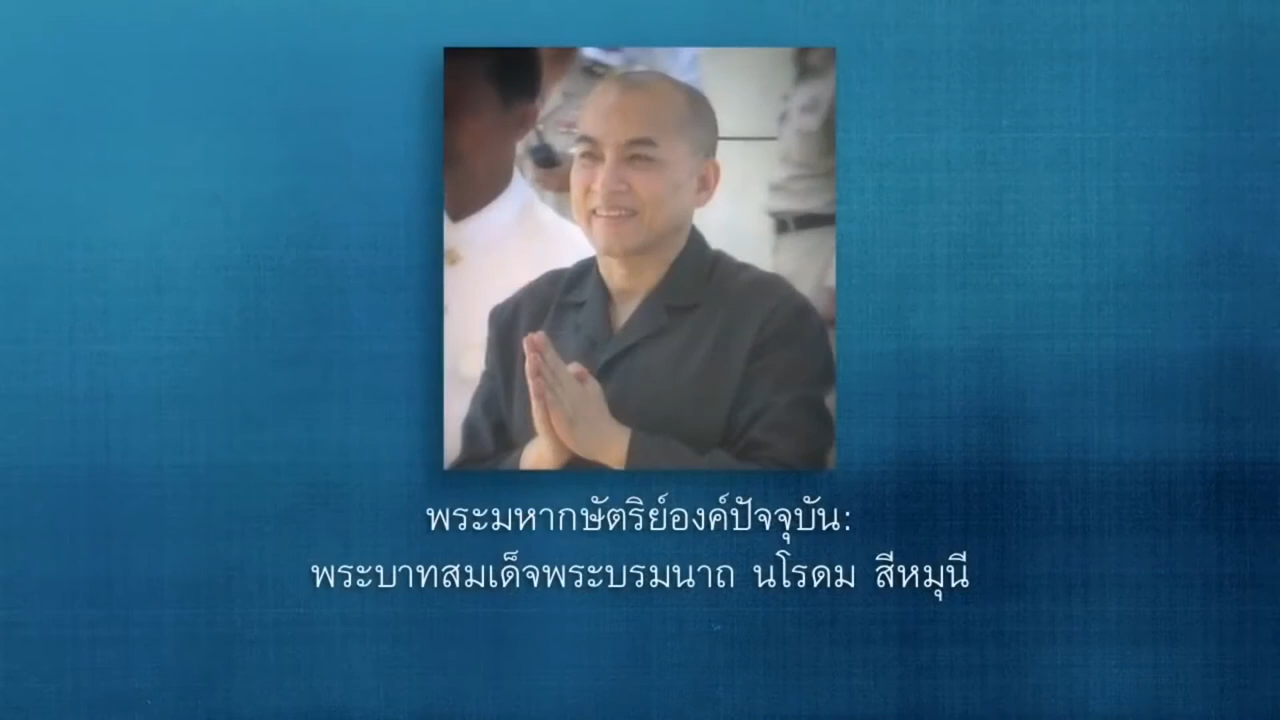 พระมหากษัตริย์องค์ปัจจุบัน:
พระบาทสมเด็จพระบรมนาถ นโรดม สีหมุนี